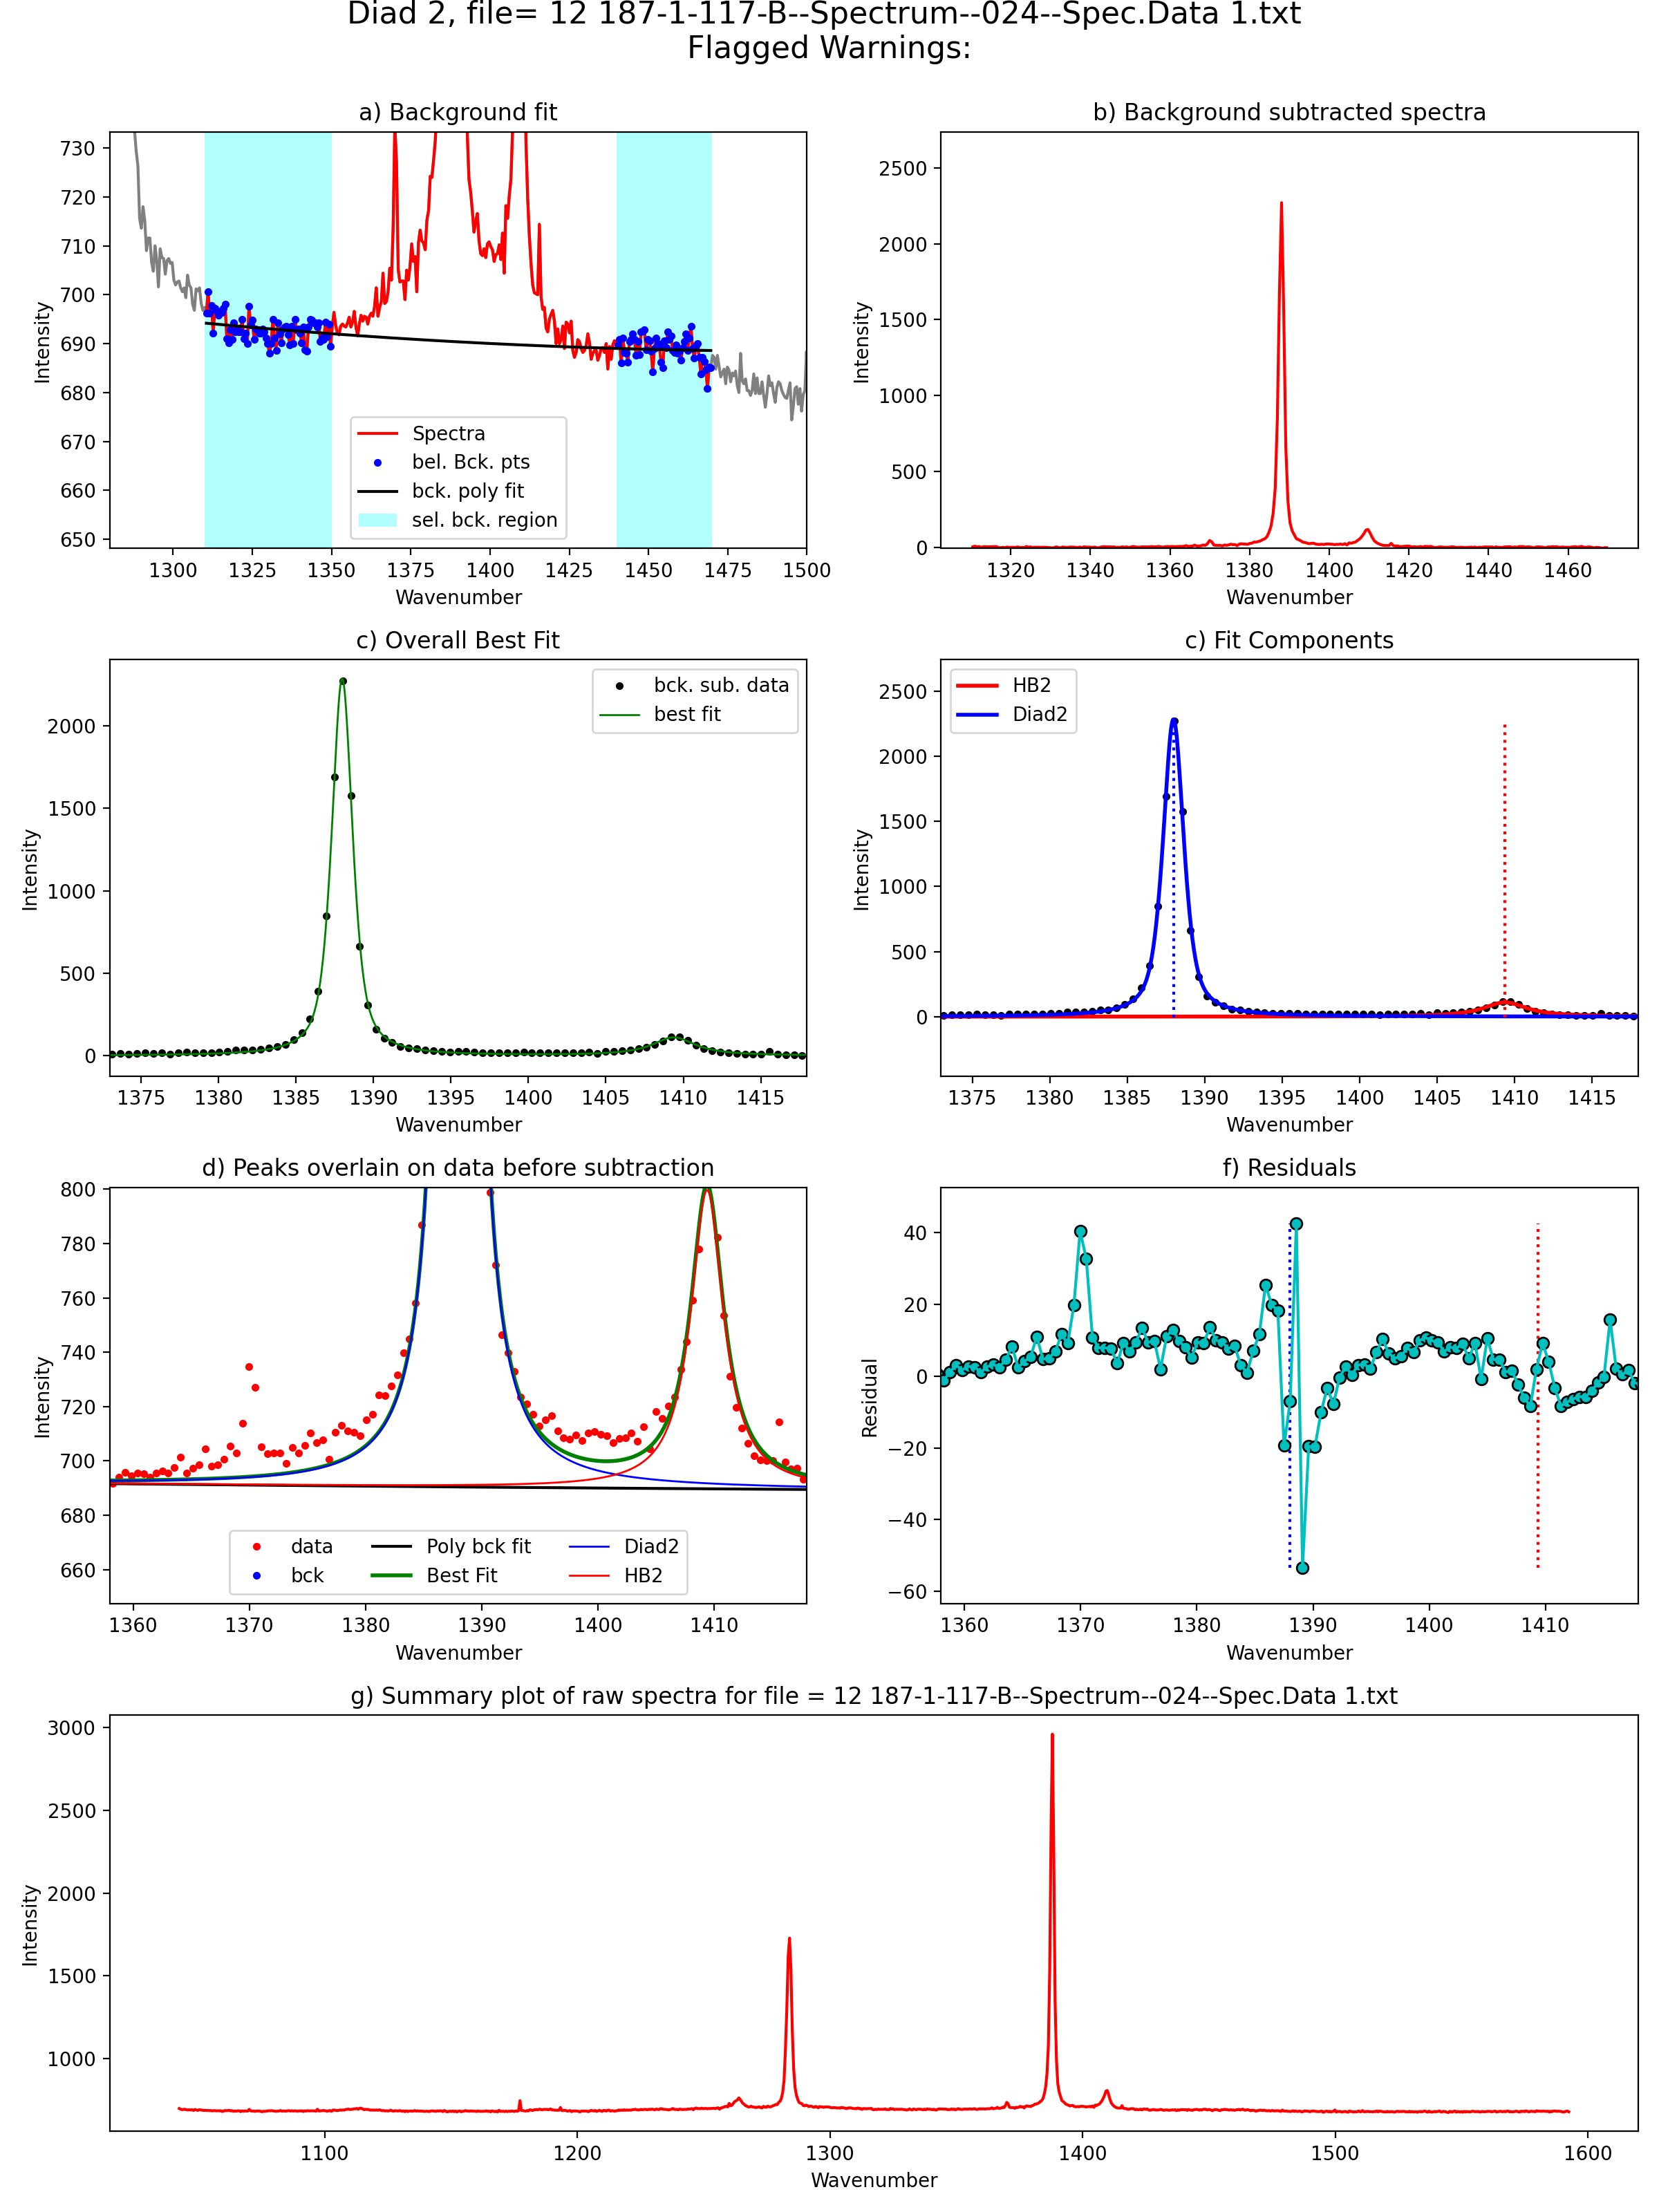 Diad 2, file= 12 187-1-117-B--Spectrum--024--Spec.Data 1.txt
Flagged Warnings:
a) Background fit
730
720
710
700
690
680
670
660
650
Intensity
Spectra
bel. Bck. pts
bck. poly fit
sel. bck. region
1300 1325 1350 1375 1400 1425 1450 1475 1500
Wavenumber
b) Background subtracted spectra
2500
2000
1500
1000
500
0
Intensity
1320 1340 1360 1380 1400 1420 1440 1460
Wavenumber
c) Overall Best Fit
2000
1500
1000
500
0
Intensity
bck. sub. data
best fit
1375 1380 1385 1390 1395 1400 1405 1410 1415
Wavenumber
c) Fit Components
2500
2000
1500
1000
500
0
Intensity
HB2
Diad2
1375 1380 1385 1390 1395 1400 1405 1410 1415
Wavenumber
d) Peaks overlain on data before subtraction
800
780
760
740
720
700
680
660
Intensity
data
bck
Poly bck fit
Best Fit
Diad2
HB2
1360 1370 1380 1390 1400 1410
Wavenumber
f) Residuals
40
20
0
−20
−40
−60
Residual
1360 1370 1380 1390 1400 1410
Wavenumber
g) Summary plot of raw spectra for file = 12 187-1-117-B--Spectrum--024--Spec.Data 1.txt
3000
2500
2000
1500
1000
Intensity
1100 1200 1300 1400 1500 1600
Wavenumber